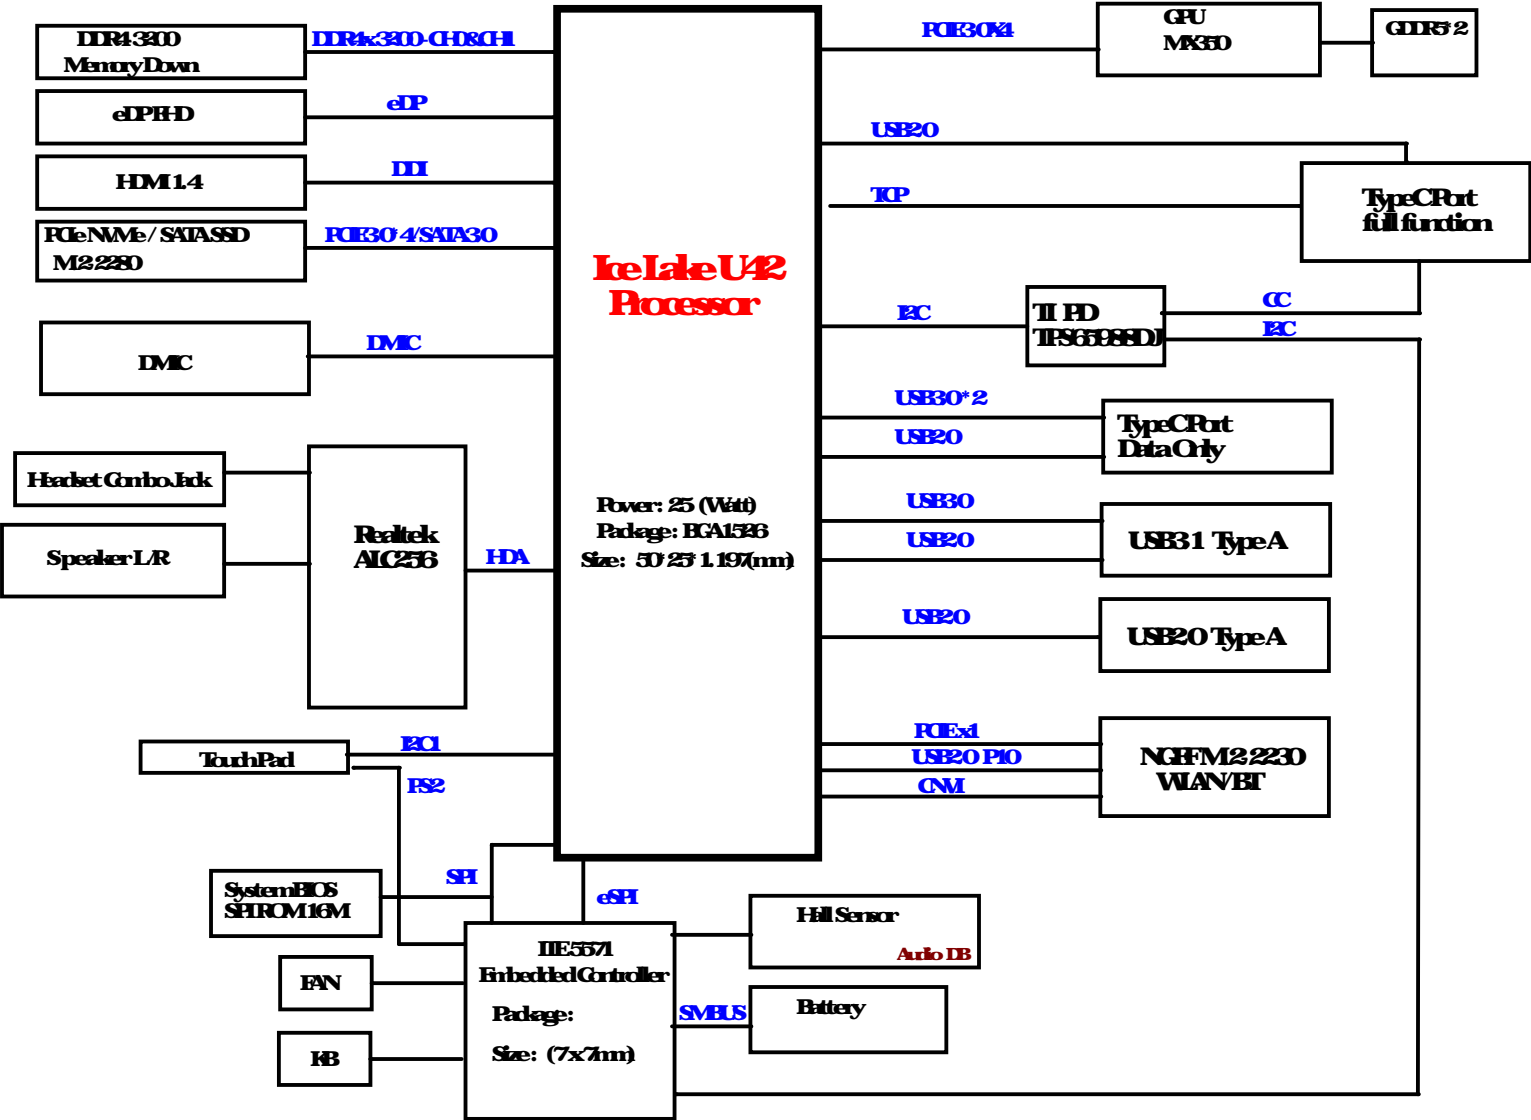 DDR4-3200
Memory Down
DDR4x3200-CH0&CH1
eDP FHD
eDP
HDMI 1.4
DDI
PCIe NVMe / SATA SSD
M.2 2280
PCIE3.0*4/SATA3.0
DMIC
DMIC
Headset Combo Jack
Speaker L/R
Realtek
ALC256
HDA
Touch Pad
I2C1
PS2
System BIOS
SPI ROM 16M
SPI
eSPI
FAN
KB
Ice Lake U42
Processor
Power: 25 (Watt)
Package: BGA1526
Size: 50*25*1.197(mm)
PCIE3.0X4
GPU
MX350
GDDR5*2
USB2.0
TCP
Type C Port
full function
I2C
TI PD
TPS65988DJ
CC
I2C
USB3.0*2
USB2.0
Type C Port
Data Only
USB3.0
USB2.0
USB3.1 Type A
USB2.0
USB2.0 Type A
PCIE x1
USB2.0 P10
CNVI
NGFF M.2 2230
WLAN/BT
ITE5571
Embedded Controller
Package:
Size: (7x7mm)
Hall Sensor
Audio DB
SMBUS
Battery